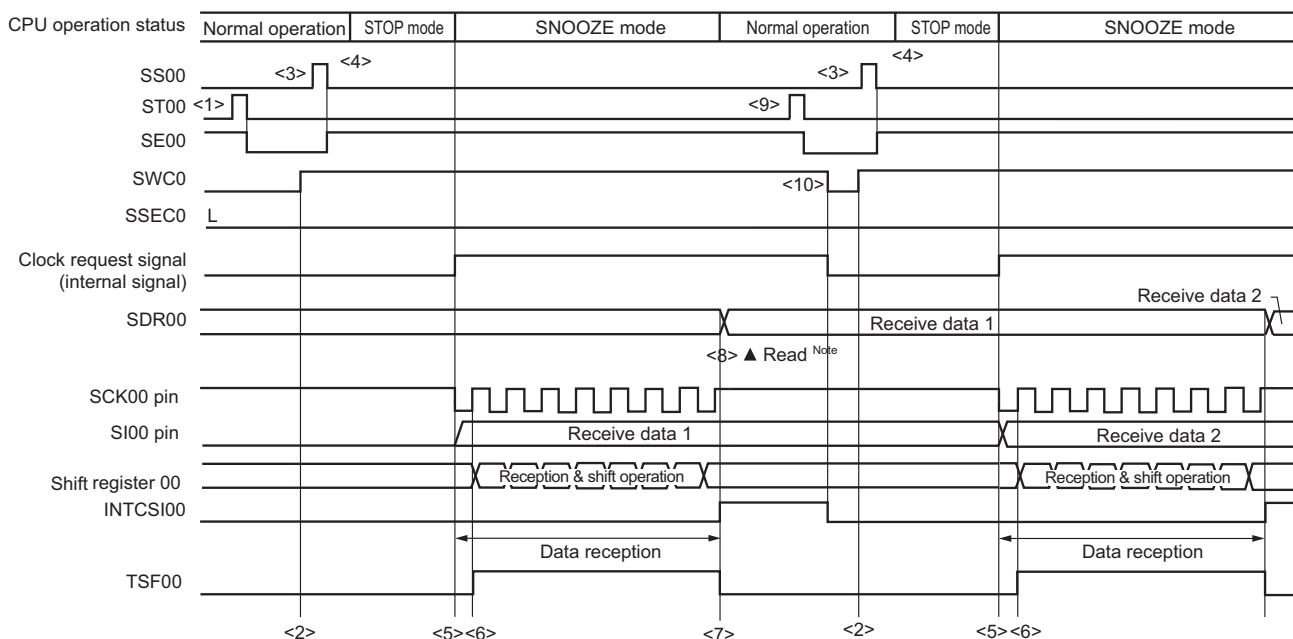 CPU operation status Normal operation STOP mode SNOOZE mode Normal operation STOP mode SNOOZE mode
SS00 <3> <4> <3> <4>
ST00 <1> <9>
SE00
SWC0 <10>
SSEC0 L
Clock request signal
(internal signal)
Receive data 2
SDR00 Receive data 1
<8> ▲ Read Note
SCK00 pin
SI00 pin Receive data 1 Receive data 2
Shift register 00 Reception & shift operation Reception & shift operation
INTCSI00
Data reception Data reception
TSF00
<2> <5> <6> <7> <2> <5> <6>